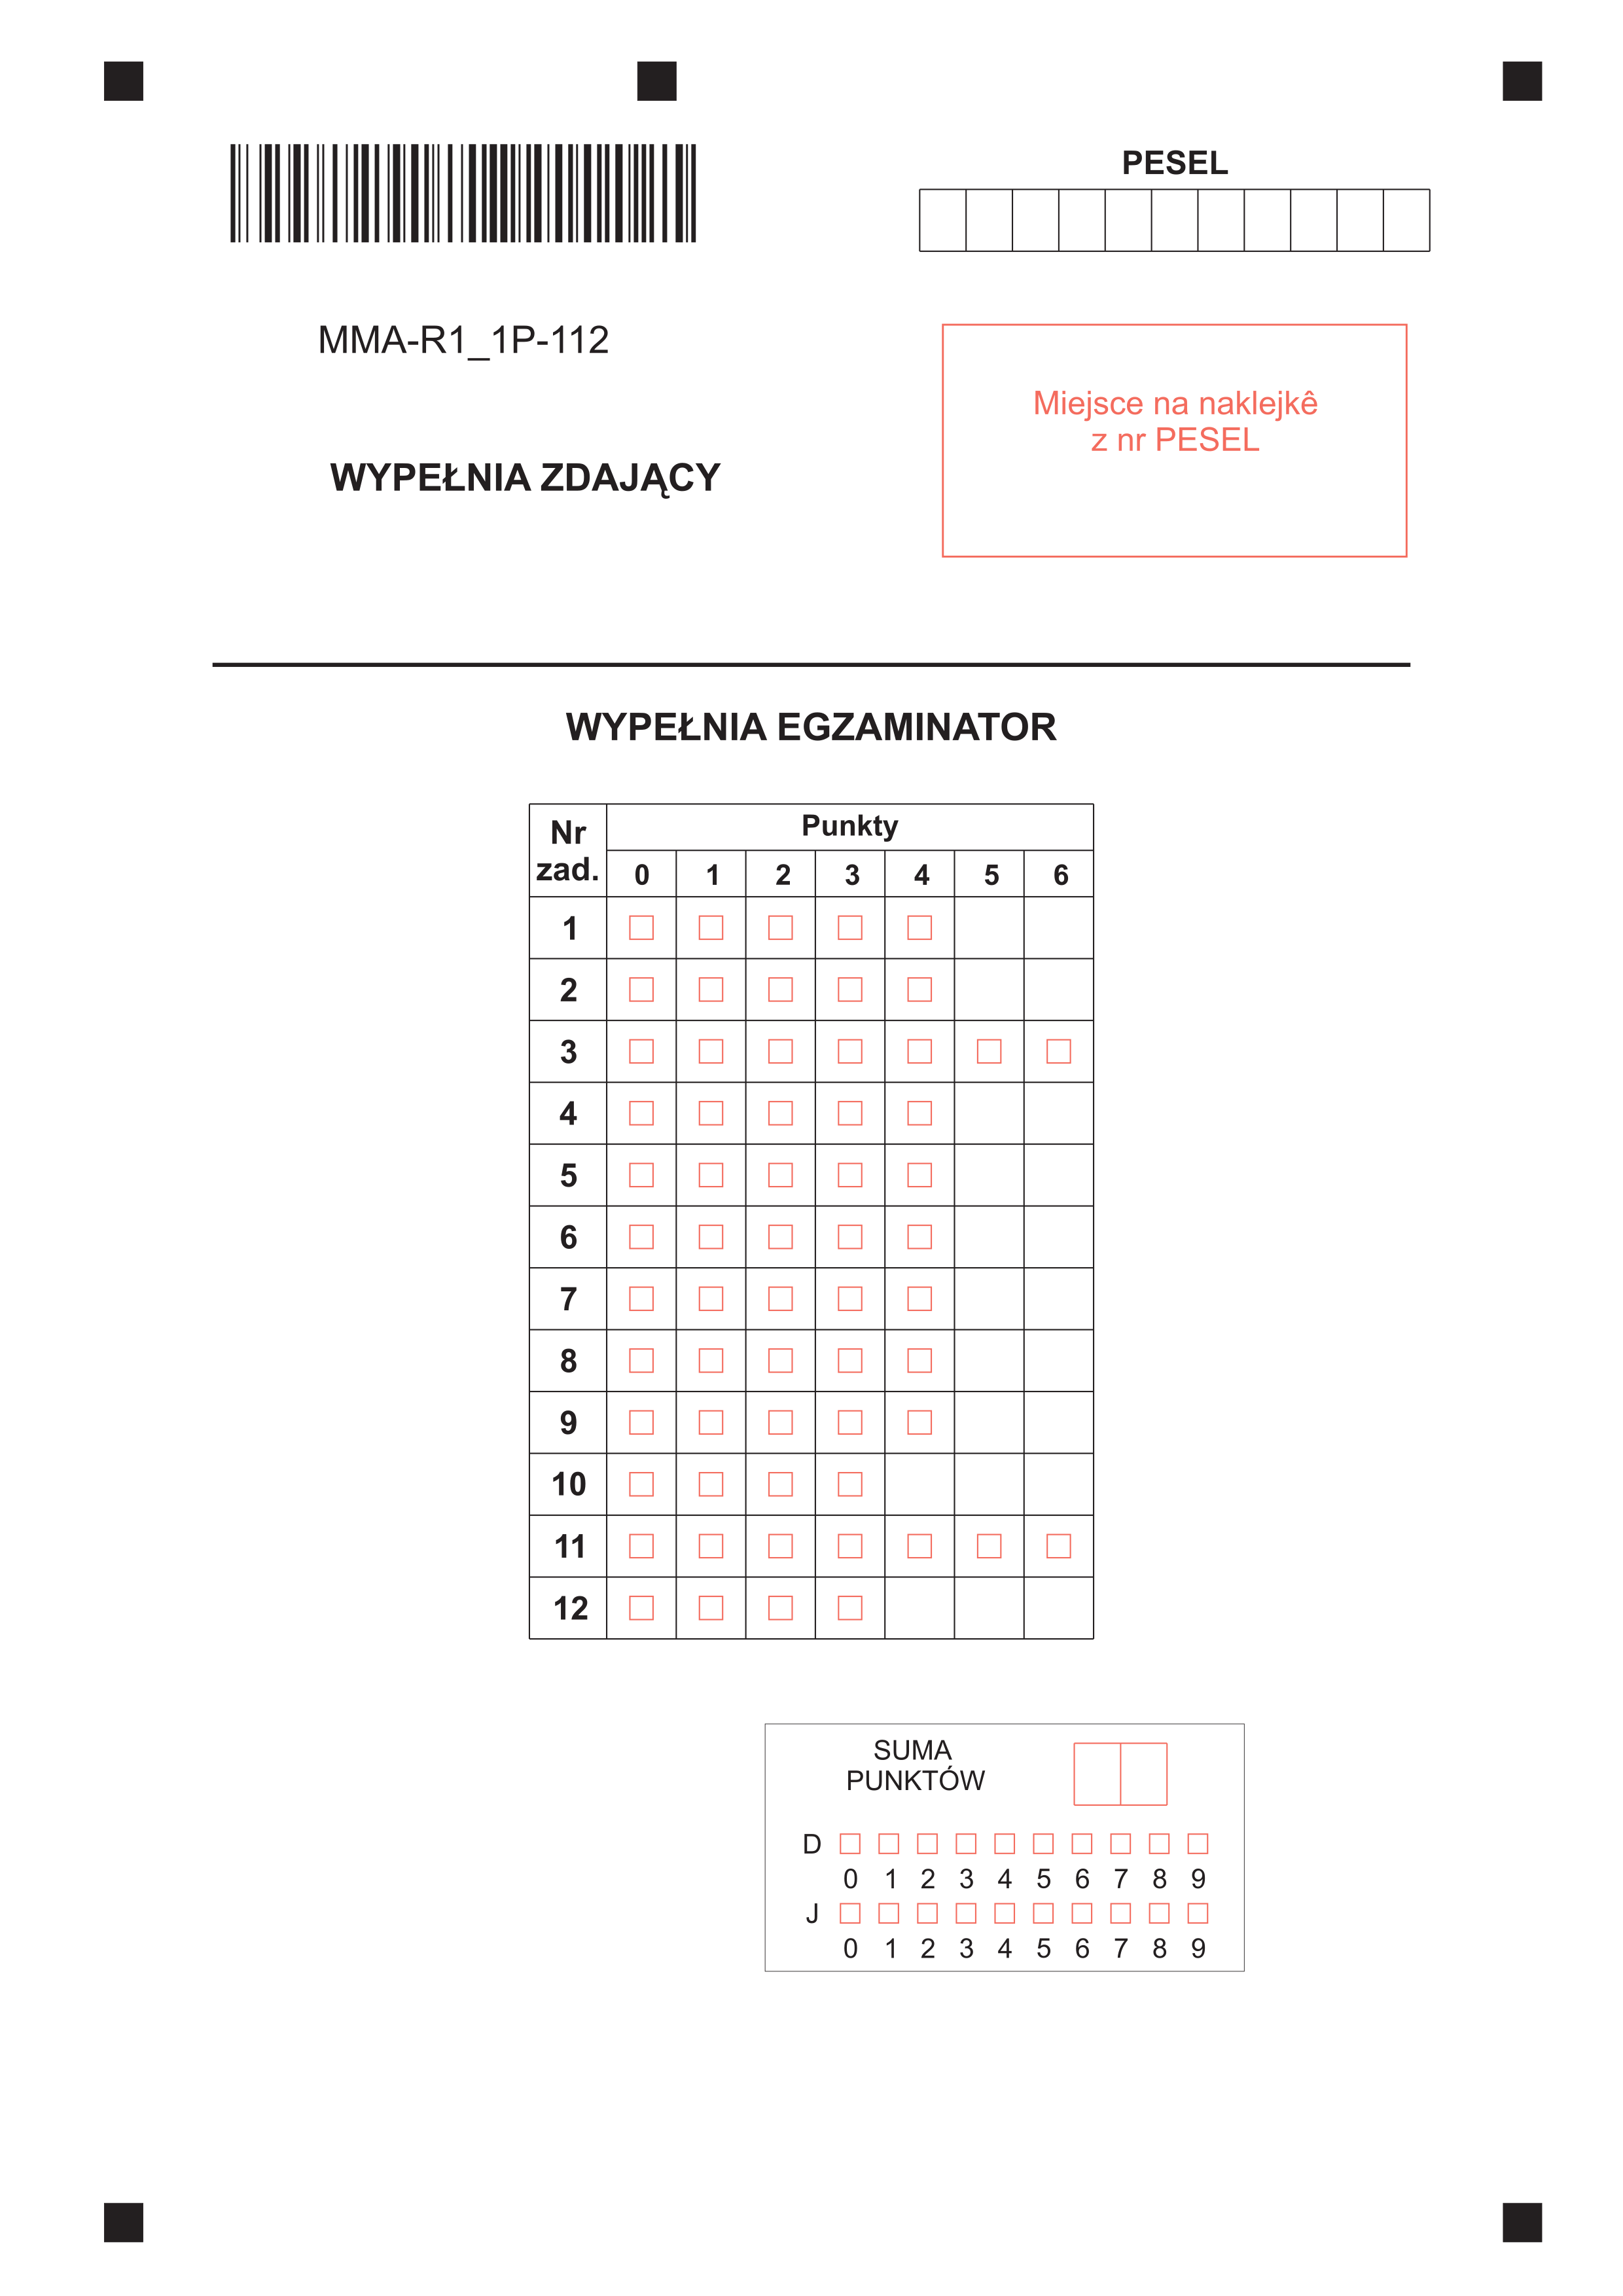 PESEL
MMA-R1_1P-112
Miejsce na naklejkê
z nr PESEL
WYPEŁNIA ZDAJĄCY
WYPEŁNIA EGZAMINATOR
Nr zad. Punkty
0 1 2 3 4 5 6
1
2
3
4
5
6
7
8
9
10
11
12
SUMA
PUNKTÓW
D
0 1 2 3 4 5 6 7 8 9
J
0 1 2 3 4 5 6 7 8 9